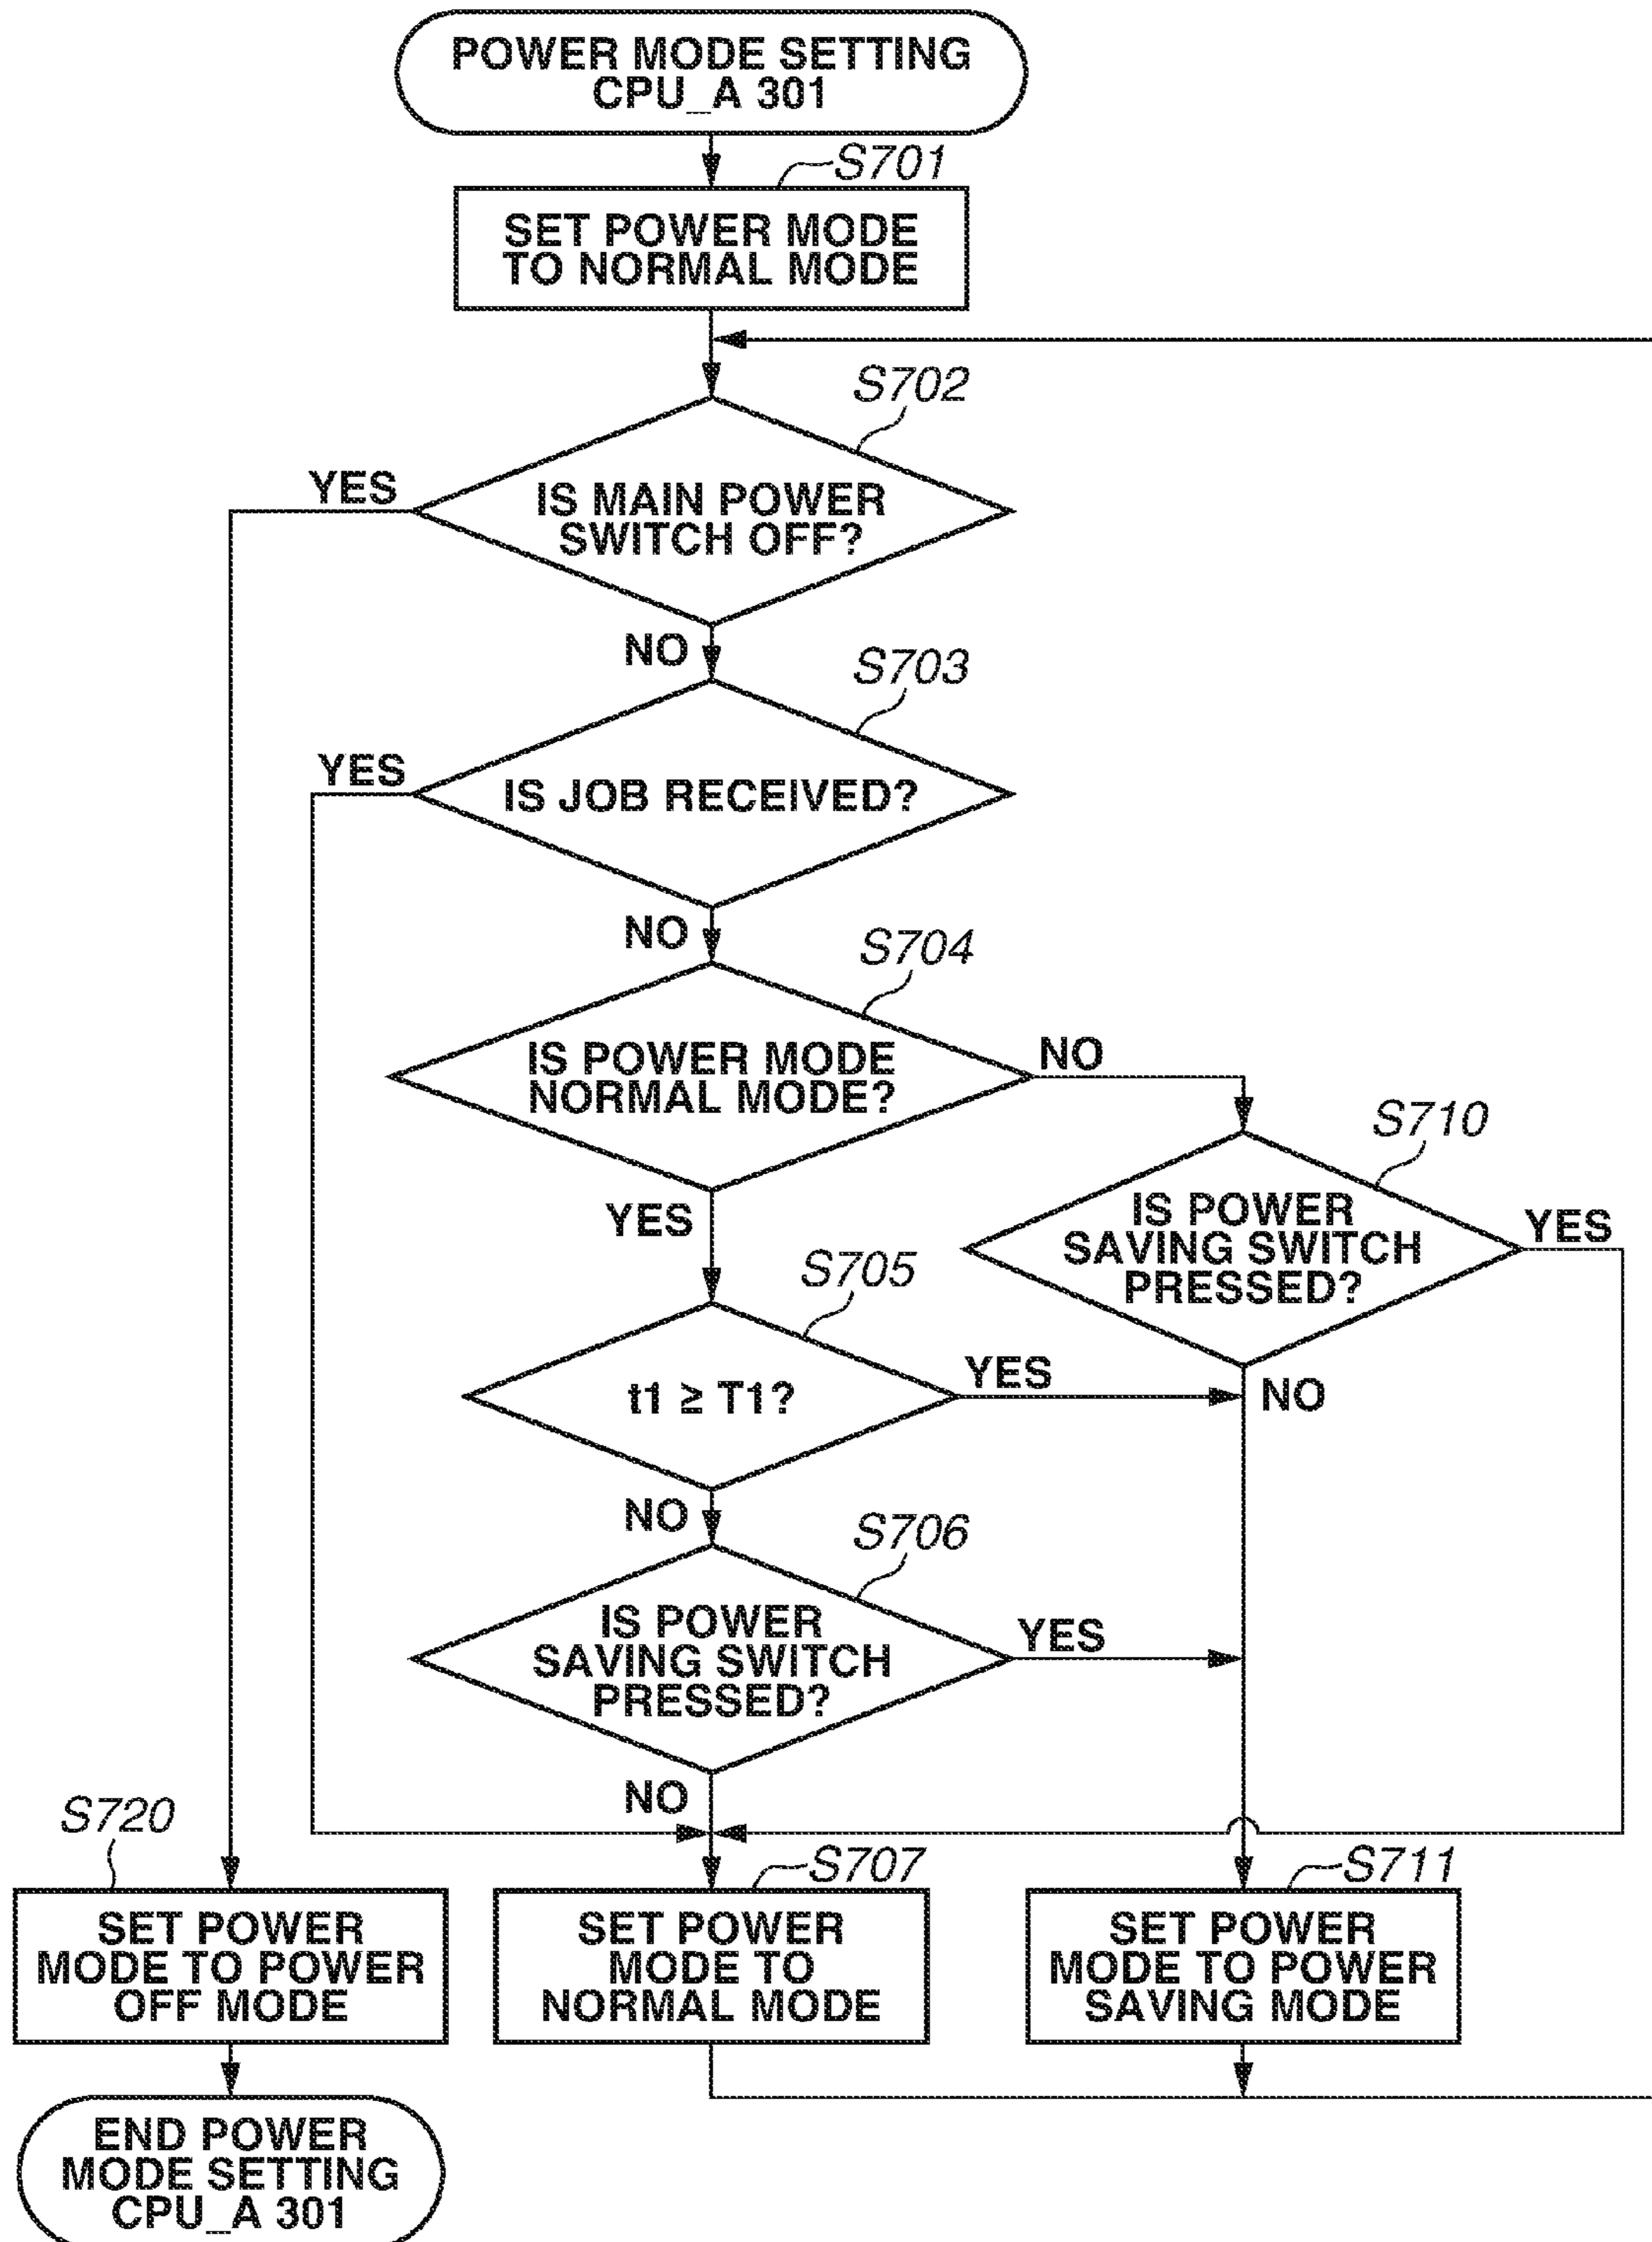 POWER MODE SETTING
CPU_A 301
S701
SET POWER MODE
TO NORMAL MODE
S702
YES
IS MAIN POWER
SWITCH OFF?
NO
S703
YES
IS JOB RECEIVED?
NO
S704
IS POWER MODE
NORMAL MODE?
NO
YES
S710
IS POWER
SAVING SWITCH
PRESSED?
YES
NO
S705
t1 ≥ T1?
YES
NO
S706
IS POWER
SAVING SWITCH
PRESSED?
YES
NO
S720
SET POWER
MODE TO POWER
OFF MODE
S707
SET POWER
MODE TO
NORMAL MODE
S711
SET POWER
MODE TO POWER
SAVING MODE
END POWER
MODE SETTING
CPU_A 301